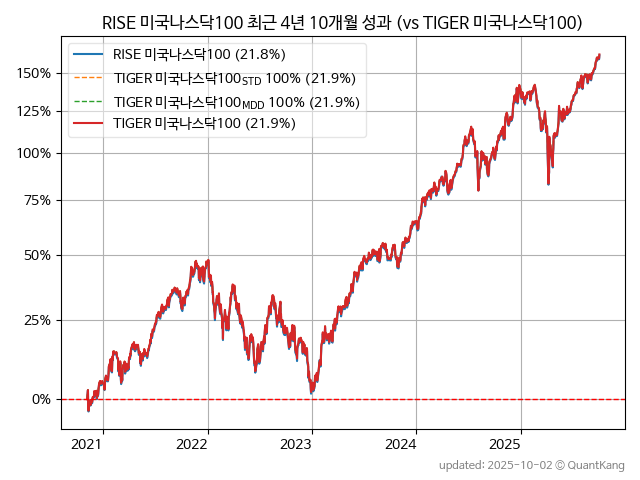 RISE 미국나스닥100 최근 4년 10개월 성과 (vs TIGER 미국나스닥100)
RISE 미국나스닥100 (21.8%)
TIGER 미국나스닥100STD 100% (21.9%)
TIGER 미국나스닥100MDD 100% (21.9%)
TIGER 미국나스닥100 (21.9%)
150%
125%
100%
75%
50%
25%
0%
2021 2022 2023 2024 2025
updated: 2025-10-02 © QuantKang